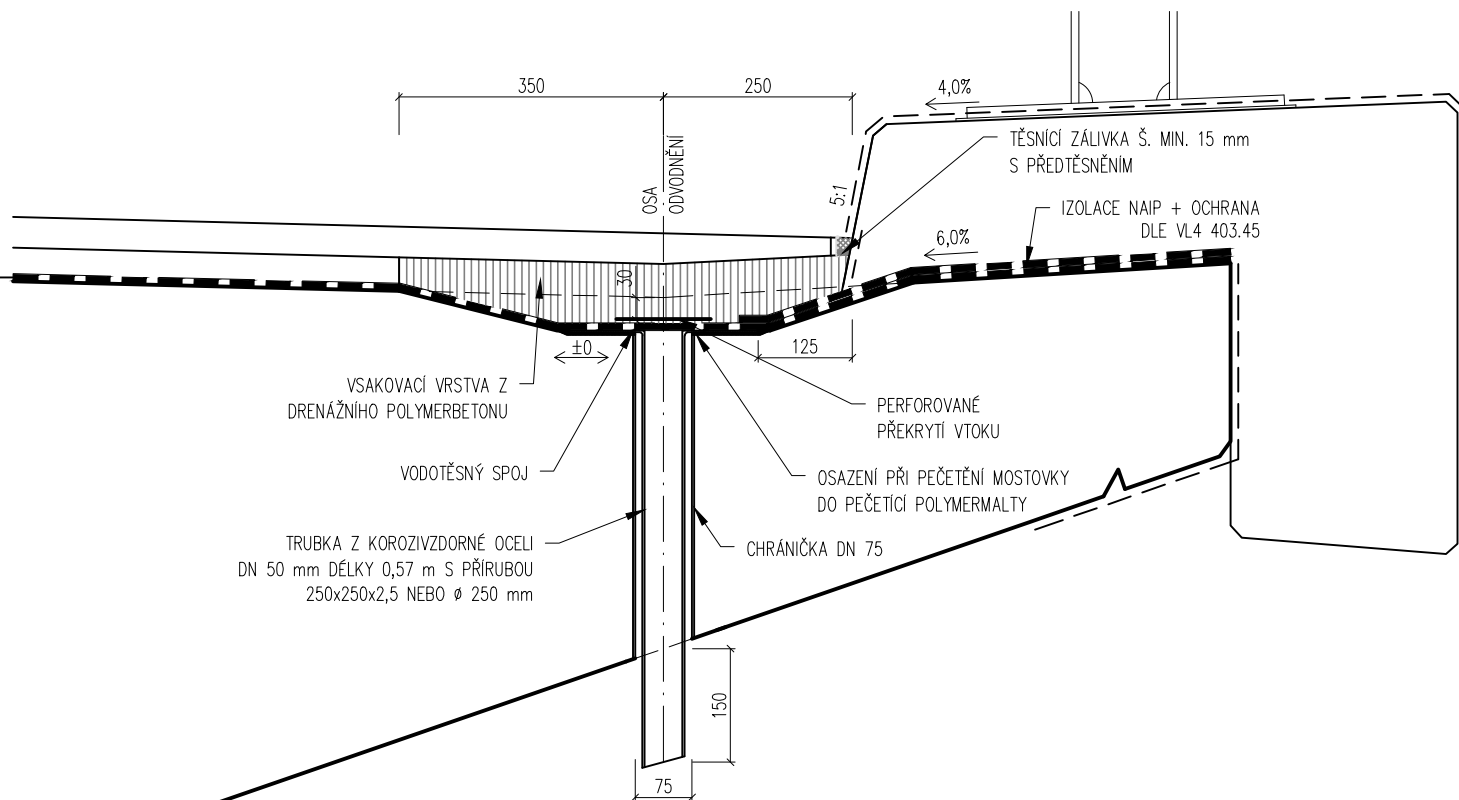 350
250
4,0%
OSA
ODVODNĚNÍ
TĚSNÍCÍ ZÁLIVKA Š. MIN. 15 mm
S PŘEDTĚSNĚNÍM
5:1
IZOLACE NAIP + OCHRANA
DLE VL4 403.45
6,0%
30
±0
125
VSAKOVACÍ VRSTVA Z
DRENÁŽNÍHO POLYMERBETONU
PERFOROVANÉ
PŘEKRYTÍ VTOKU
VODOTĚSNÝ SPOJ
OSAZENÍ PŘI PEČETĚNÍ MOSTOVKY
DO PEČETÍCÍ POLYMERMALTY
TRUBKA Z KOROZIVZDORNÉ OCELI
DN 50 mm DÉLKY 0,57 m S PŘÍRUBOU
250x250x2,5 NEBO ø 250 mm
CHRÁNIČKA DN 75
150
75